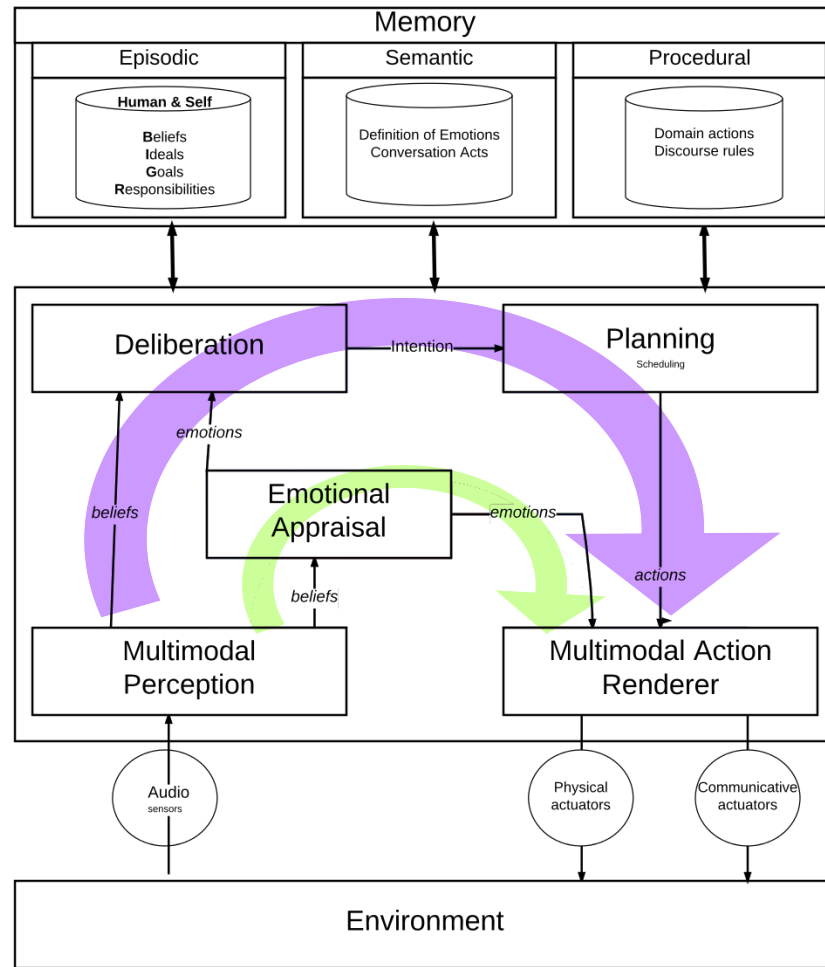 Memory
Episodic
Semantic
Procedural
Human & Self
Beliefs
Ideals
Goals
Responsibilities
Definition of Emotions
Conversation Acts
Domain actions
Discourse rules
Deliberation
Intention
Planning
Scheduling
emotions
beliefs
Emotional
Appraisal
emotions
beliefs
actions
Multimodal
Perception
Multimodal Action
Renderer
Audio
sensors
Physical
actuators
Communicative
actuators
Environment